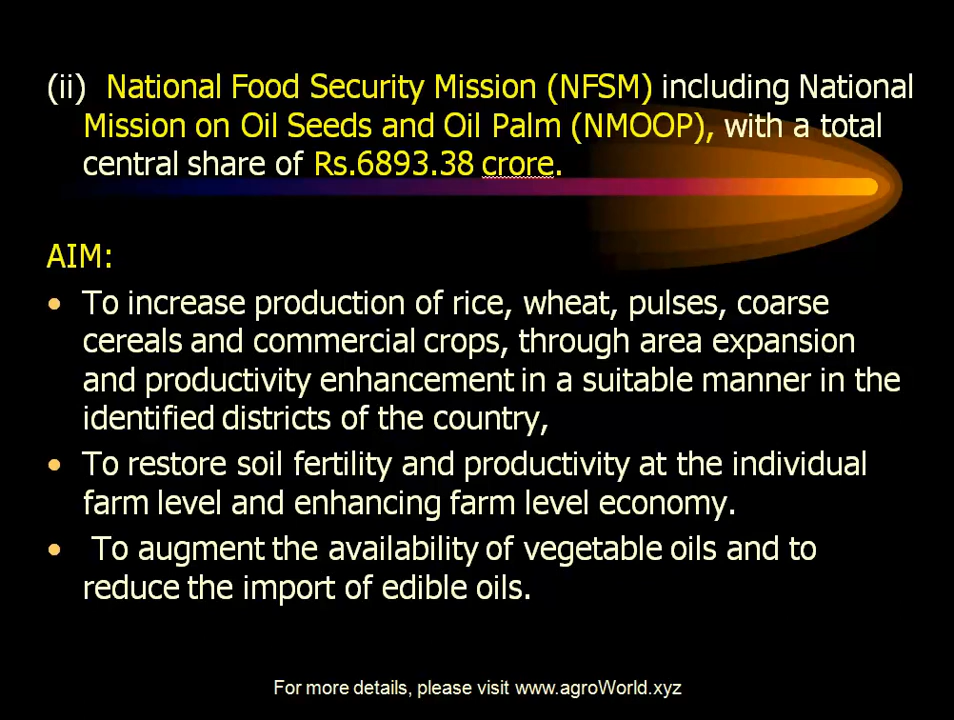 (ii) National Food Security Mission (NFSM) including National
Mission on Oil Seeds and Oil Palm (NMOOP), with a total
central share of Rs.6893.38 crore.
AIM:
• To increase production of rice, wheat, pulses, coarse
cereals and commercial crops, through area expansion
and productivity enhancement in a suitable manner in the
identified districts of the country,
• To restore soil fertility and productivity at the individual
farm level and enhancing farm level economy.
• To augment the availability of vegetable oils and to
reduce the import of edible oils.
For more details, please visit www.agroWorld.xyz